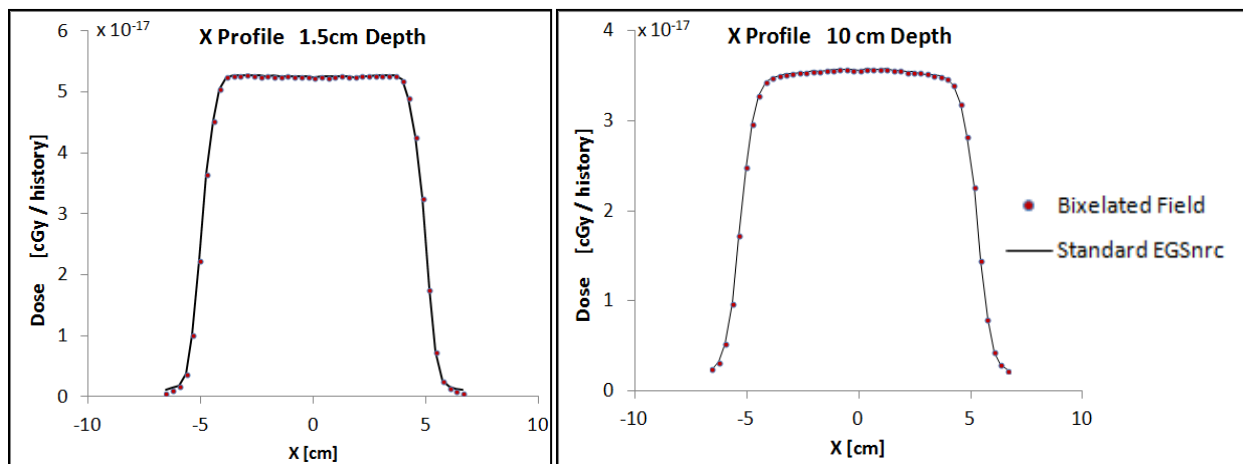 x 10-17
X Profile 1.5cm Depth
6
5
4
3
2
1
0
-10 -5 0 5 10
Dose [cGy / history]
X [cm]
x 10-17
X Profile 10 cm Depth
4
3
2
1
0
-10 -5 0 5 10
Dose [cGy / history]
X [cm]
Bixelated Field
Standard EGSnrc